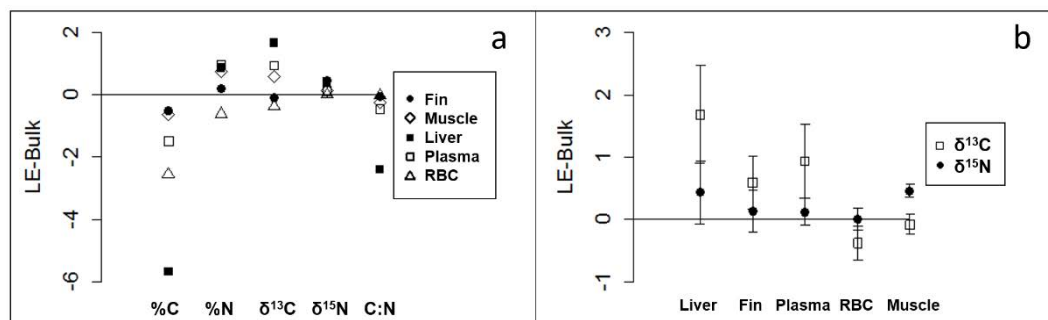 a
LE-Bulk
2
0
-2
-4
-6
%C %N δ¹³C δ¹⁵N C:N
Fin
Muscle
Liver
Plasma
RBC
b
LE-Bulk
3
2
1
0
-1
Liver Fin Plasma RBC Muscle
δ¹³C
δ¹⁵N